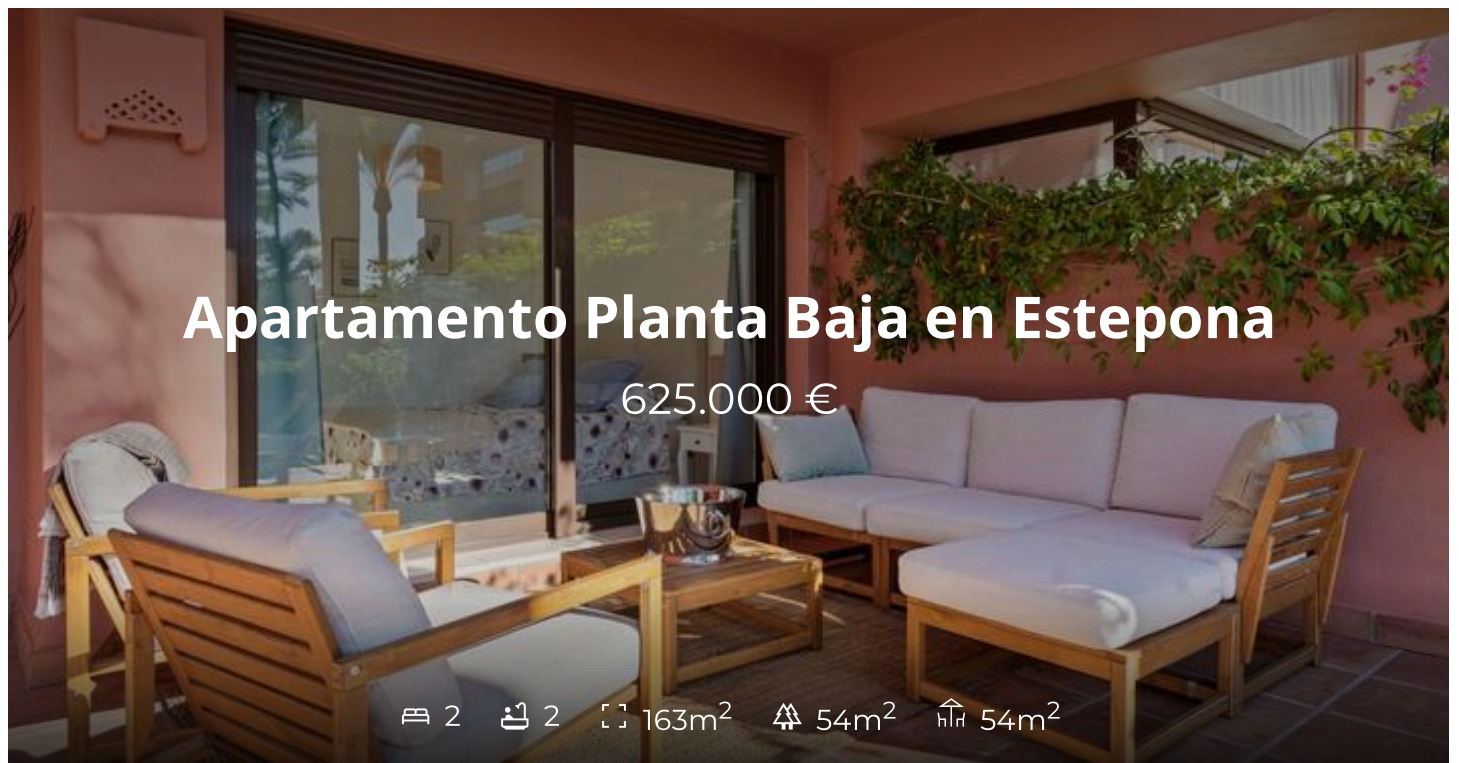 Apartamento Planta Baja en Estepona
625.000 €
2 2 163m² 54m² 54m²